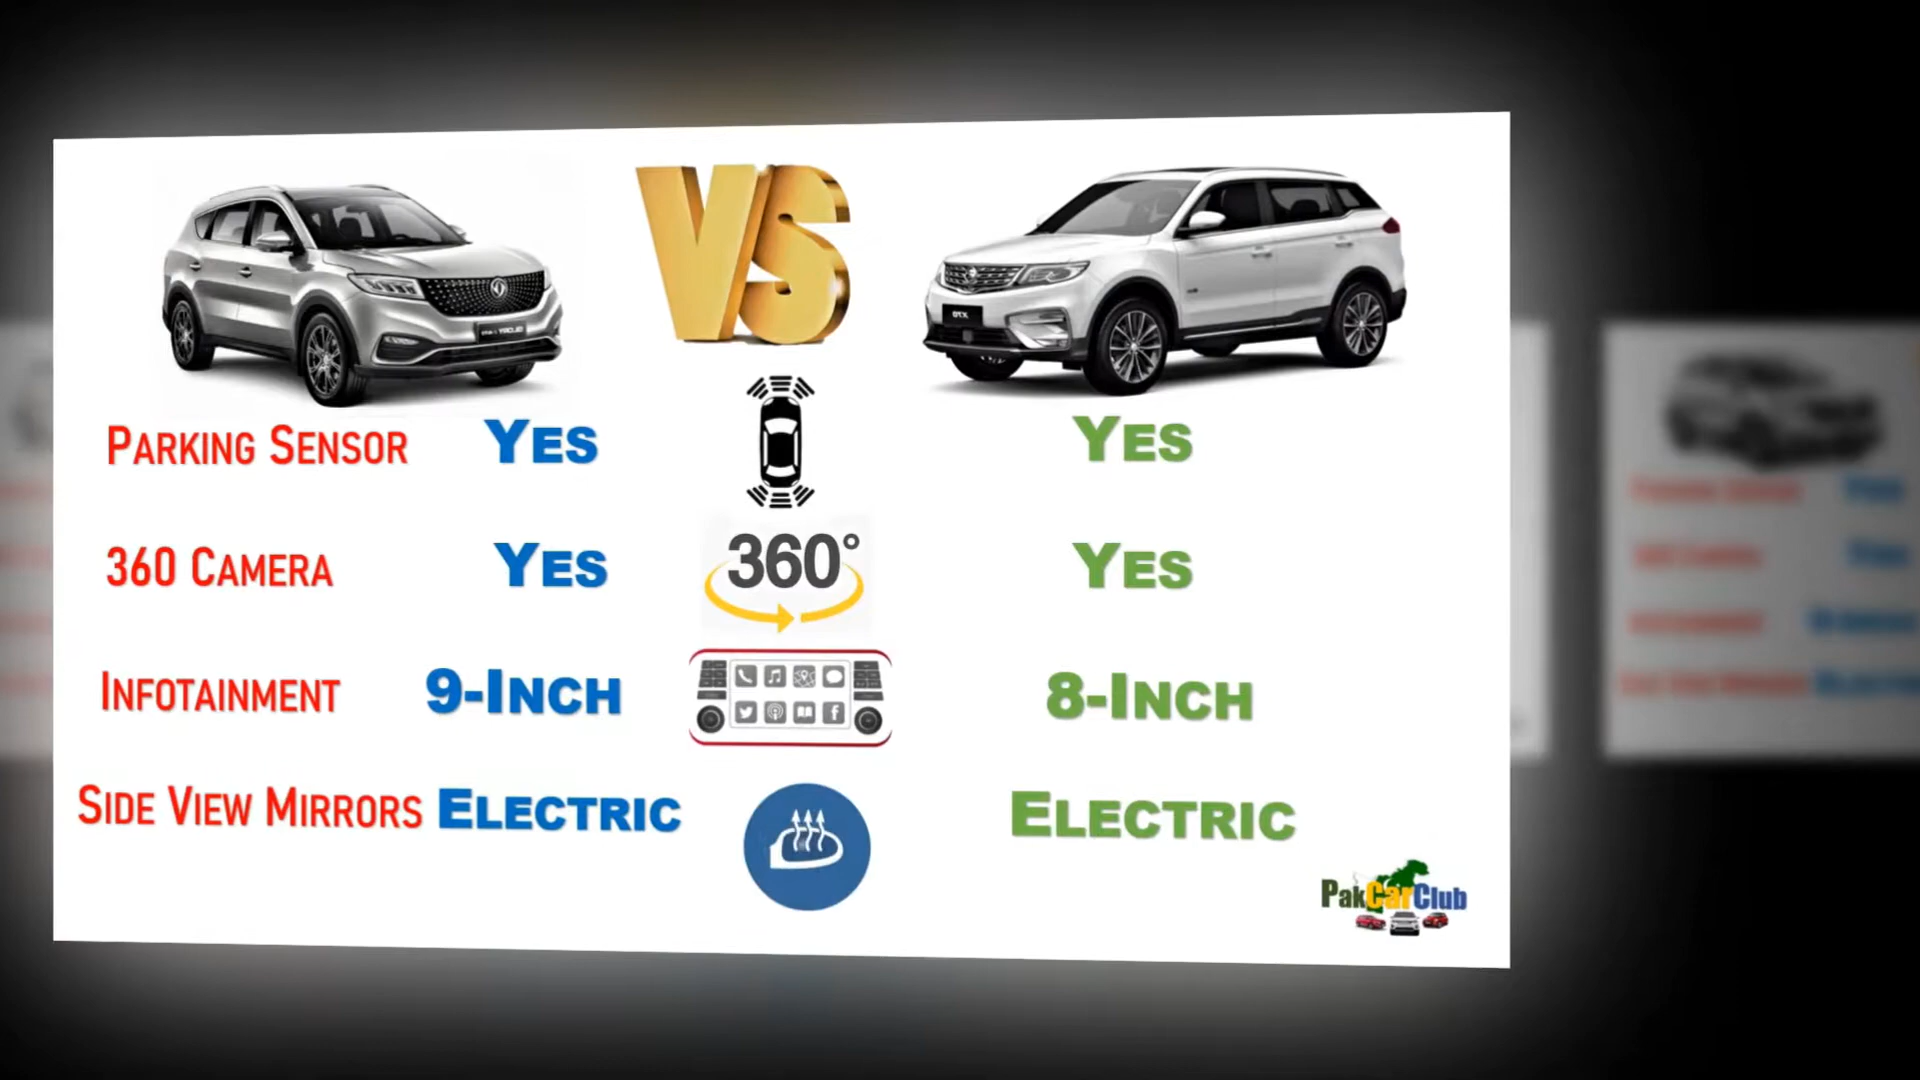 VS
PARKING SENSOR YES YES
360 CAMERA YES 360° YES
INFOTAINMENT 9-INCH 8-INCH
SIDE VIEW MIRRORS ELECTRIC ELECTRIC
PakCarClub